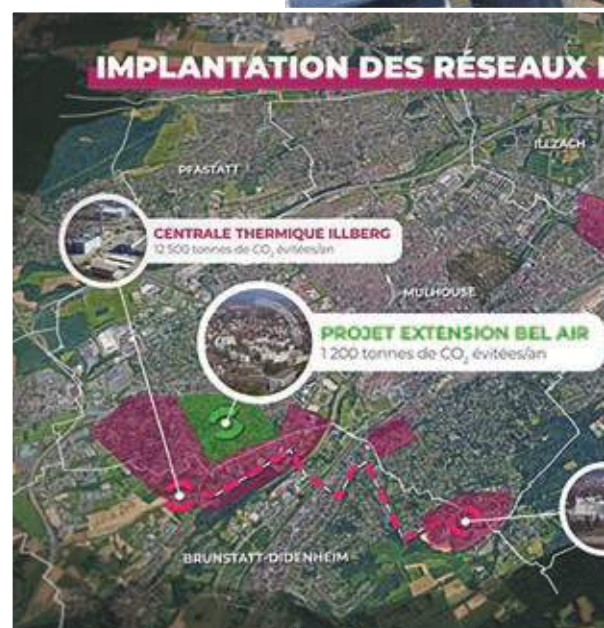 IMPLANTATION DES RÉSEAUX
ILLZACH
PFASTATT
CENTRALE THERMIQUE ILLBERG
12 500 tonnes de CO₂ évitées/an
MULHOUSE
PROJET EXTENSION BEL AIR
1 200 tonnes de CO₂ évitées/an
BRUNSTATT-DIDENHEIM